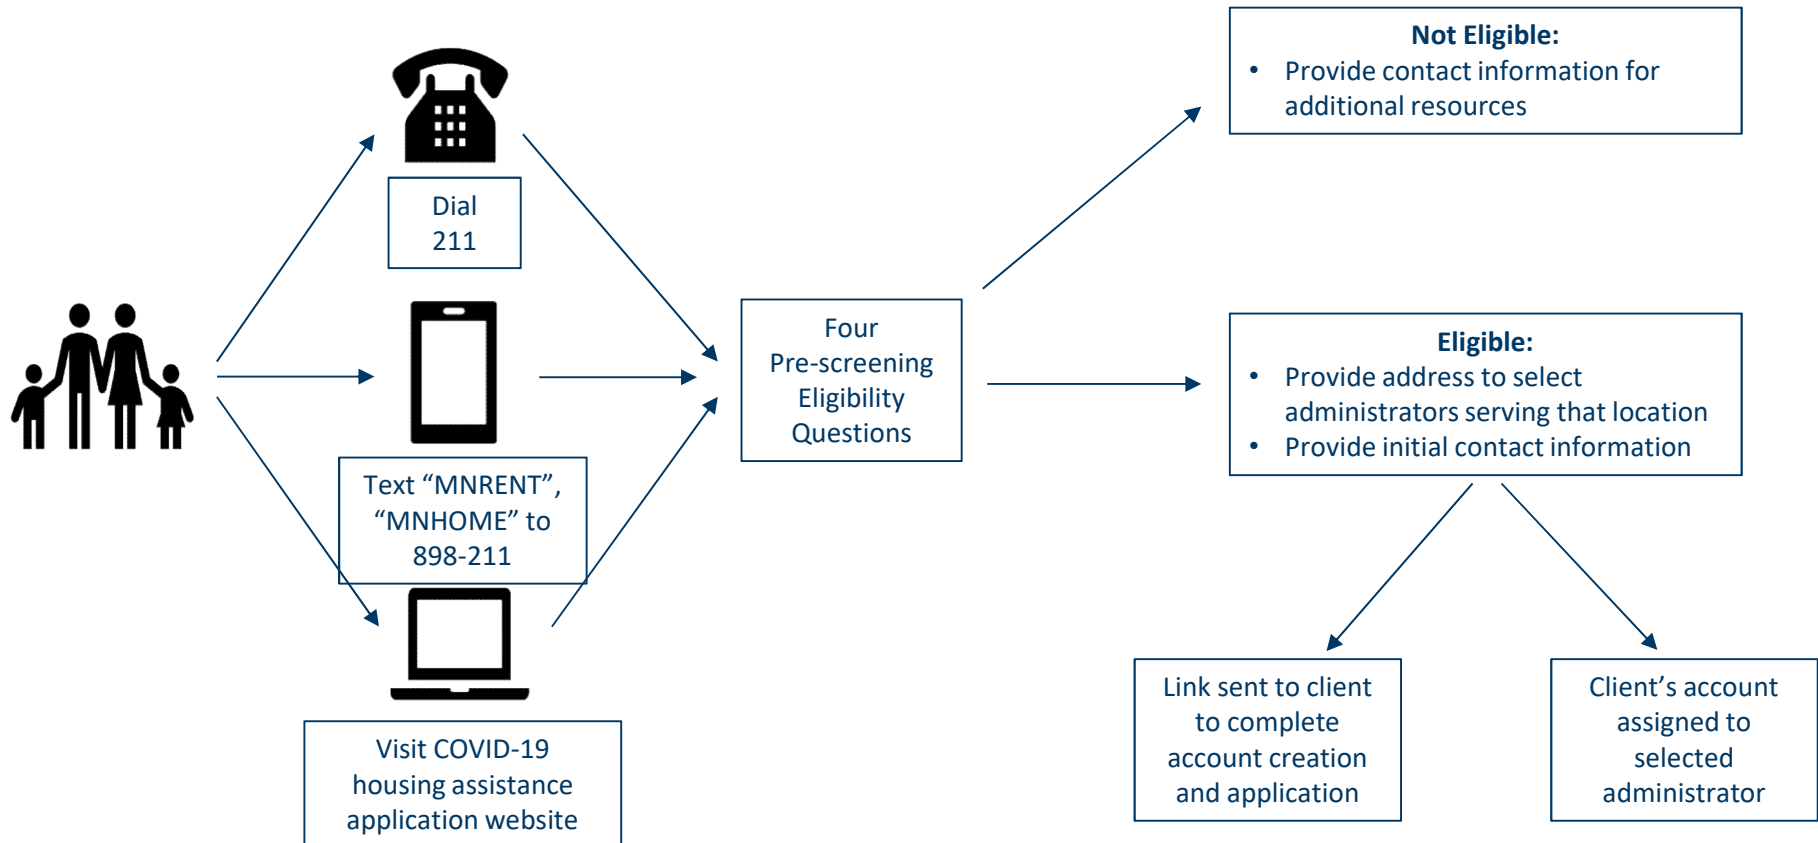 Dial
211
Text “MNRENT”,
“MNHOME” to
898-211
Visit COVID-19
housing assistance
application website
Four
Pre-screening
Eligibility
Questions
Not Eligible:
• Provide contact information for
additional resources
Eligible:
• Provide address to select
administrators serving that location
• Provide initial contact information
Link sent to client
to complete
account creation
and application
Client’s account
assigned to
selected
administrator